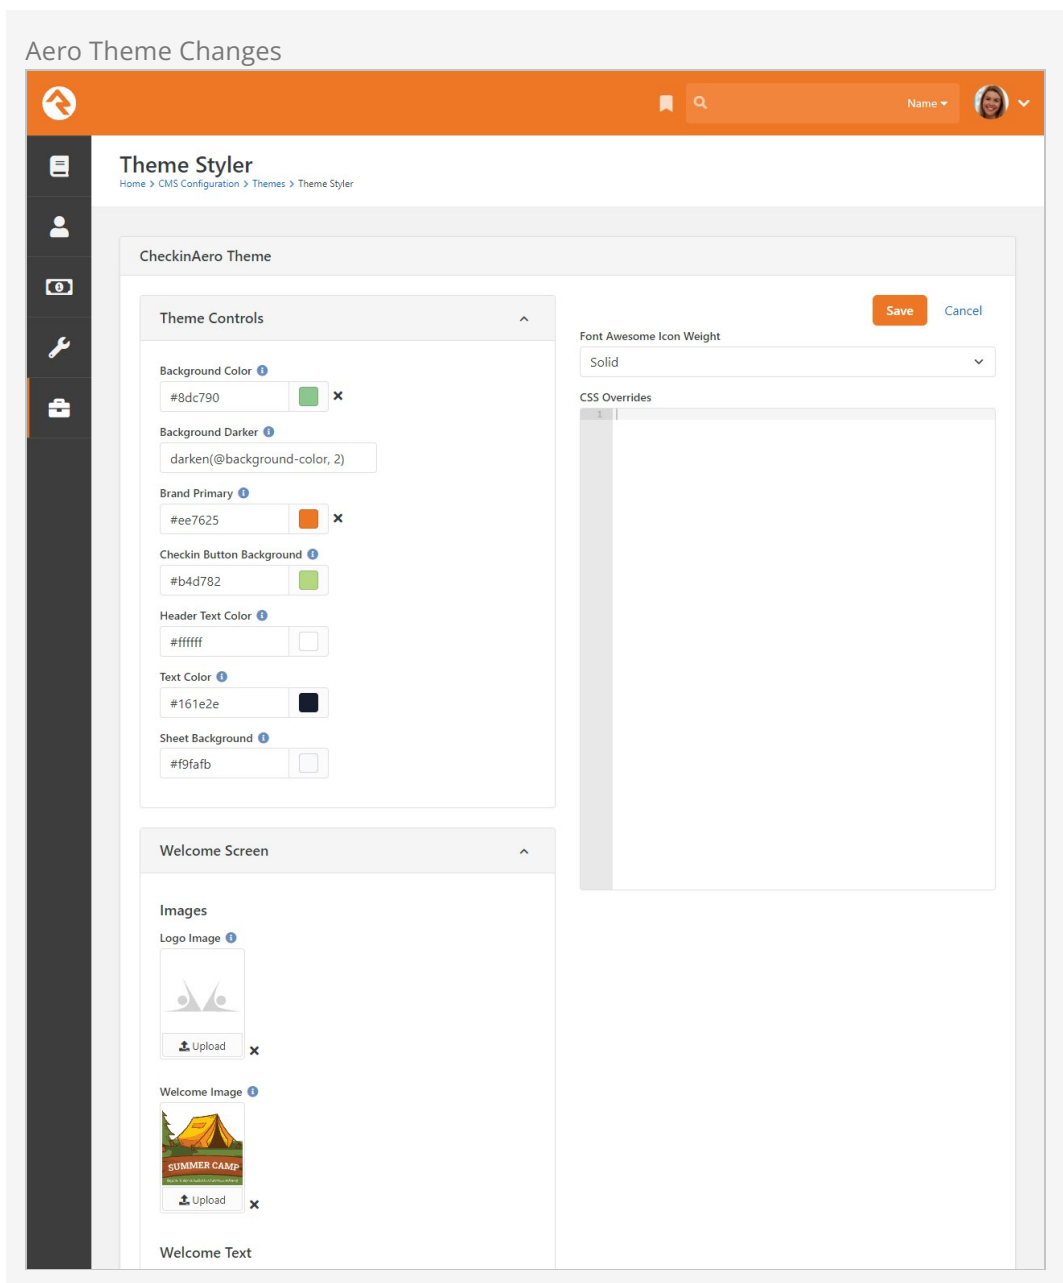 Aero Theme Changes
Name
Theme Styler
Home > CMS Configuration > Themes > Theme Styler
CheckinAero Theme
Theme Controls
Background Color
#8dc790
Background Darker
darken(@background-color, 2)
Brand Primary
#ee7625
Checkin Button Background
#b4d782
Header Text Color
#ffffff
Text Color
#161e2e
Sheet Background
#f9fafb
Save Cancel
Font Awesome Icon Weight
Solid
CSS Overrides
1
Welcome Screen
Images
Logo Image
Upload
Welcome Image
SUMMER CAMP
Upload
Welcome Text